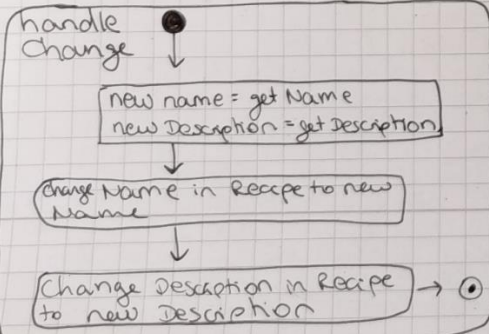 handle
Change
new name = get Name
new Description = get Description
Change Name in Recipe to new
Name
Change Description in Recipe
to new Description